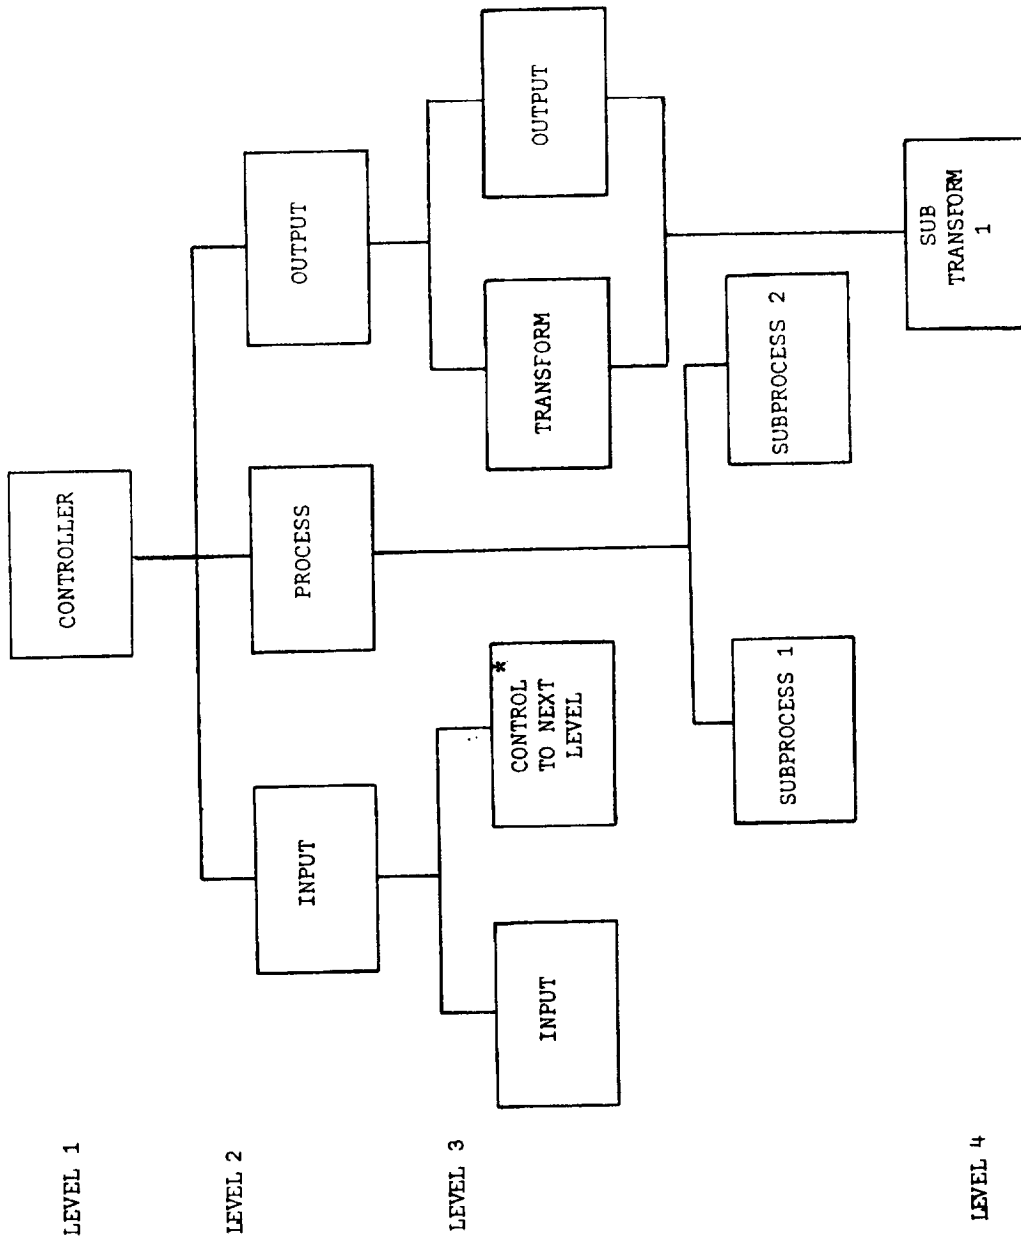 LEVEL 1
CONTROLLER
LEVEL 2
INPUT
PROCESS
OUTPUT
LEVEL 3
INPUT
*
CONTROL
TO NEXT
LEVEL
TRANSFORM
OUTPUT
SUBPROCESS 1
SUBPROCESS 2
LEVEL 4
SUB
TRANSFORM
1